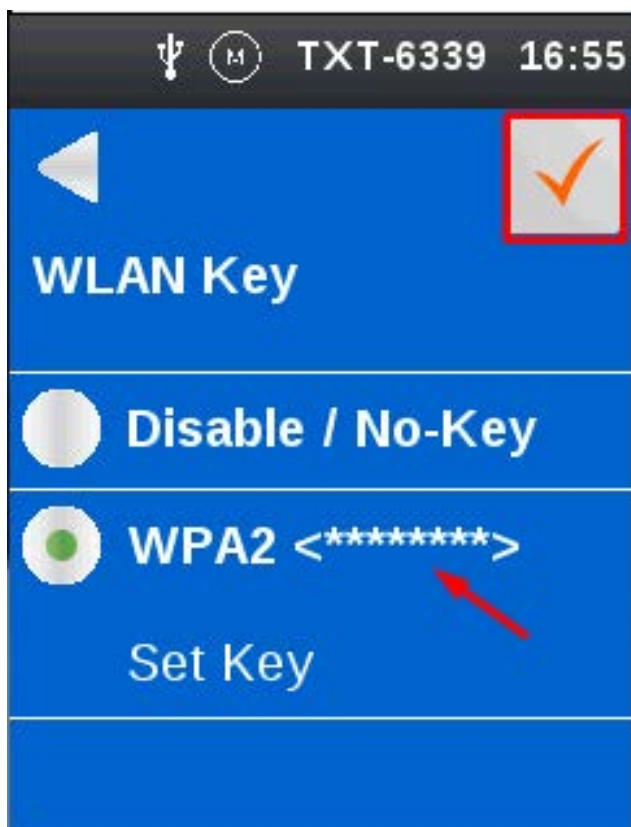 M TXT-6339 16:55
WLAN Key
Disable / No-Key
WPA2 <********>
Set Key